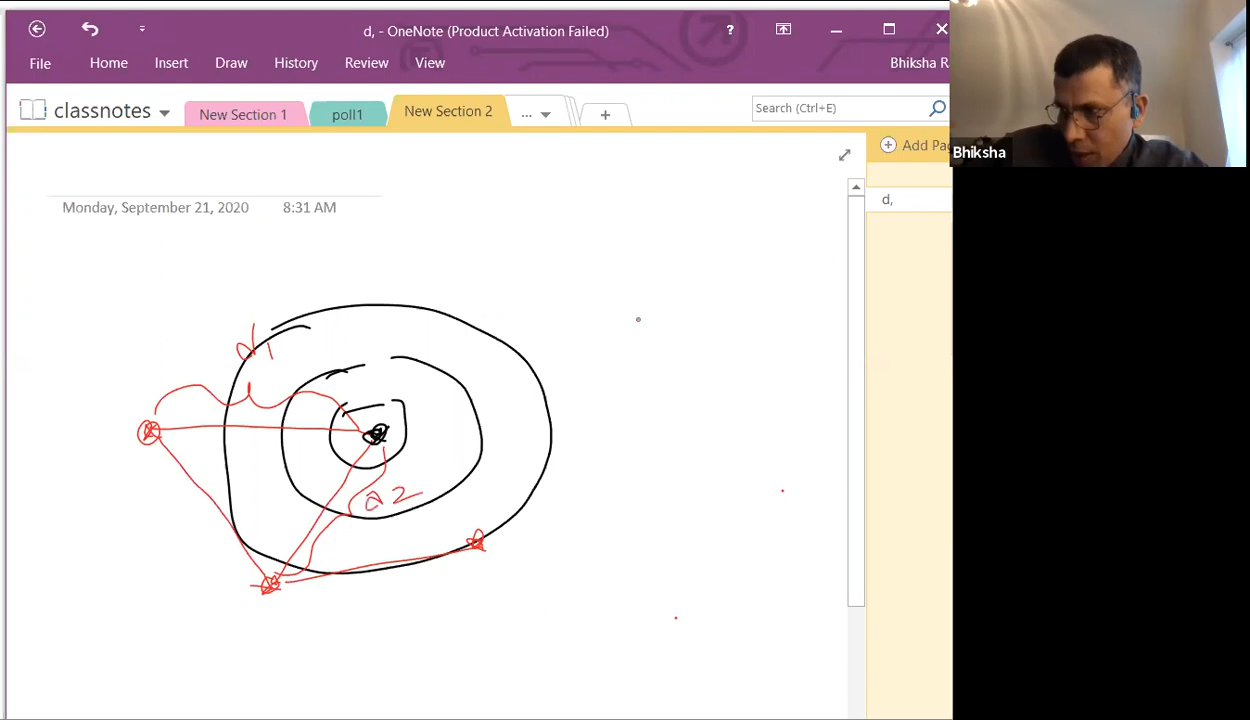 d, - OneNote (Product Activation Failed)
?
File
Home
Insert
Draw
History
Review
View
Bhiksha R
classnotes
New Section 1
poll1
New Section 2
...
Search (Ctrl+E)
Add Pa
Bhiksha
d,
Monday, September 21, 2020
8:31 AM
d1
d2